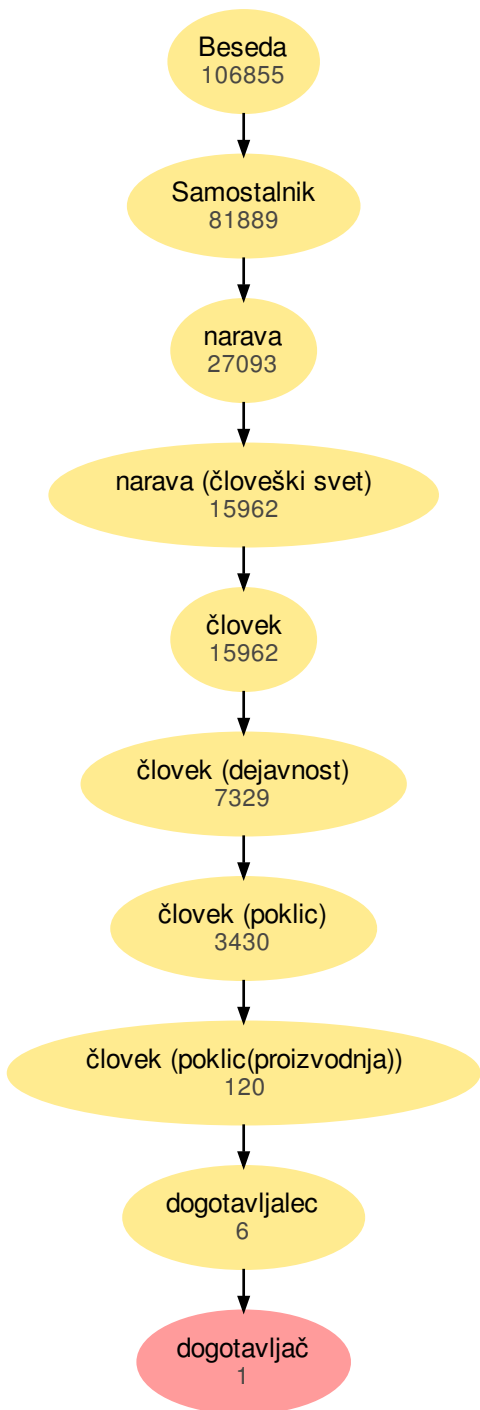 Beseda
106855
Samostalnik
81889
narava
27093
narava (človeški svet)
15962
človek
15962
človek (dejavnost)
7329
človek (poklic)
3430
človek (poklic(proizvodnja))
120
dogotavljalec
6
dogotavljač
1